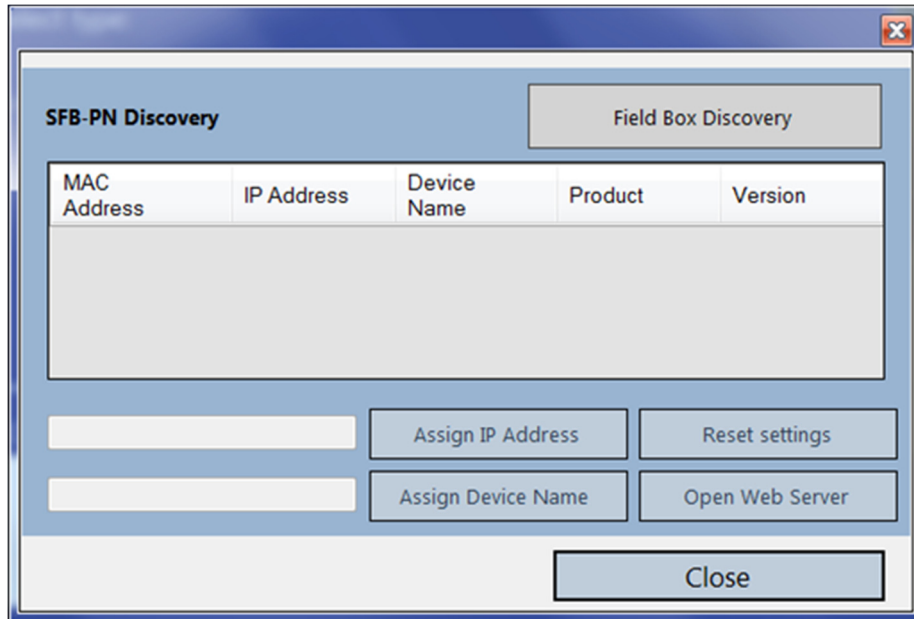 SFB-PN Discovery
Field Box Discovery
MAC
Address
IP Address
Device
Name
Product
Version
Assign IP Address
Reset settings
Assign Device Name
Open Web Server
Close